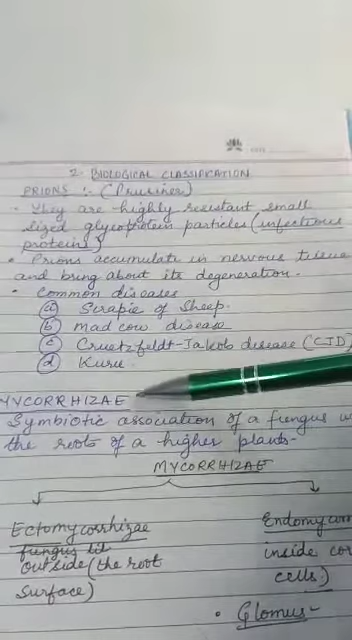 2. BIOLOGICAL CLASSIFICATION
PRIONS :- (Prusiner)
• They are highly resistant small
sized glycoprotein particles (infectious
proteins)
• Prions accumulate in nervous tissue
and bring about its degeneration.
• Common diseases
(a) Scrapie of Sheep.
(b) mad cow disease
(c) Cruetzfeldt-Jakob disease (CJD)
(d) Kuru.
MYCORRHIZAE
Symbiotic association of a fungus
the roots of a higher plants.
MYCORRHIZAE
Ectomycorrhizae
Endomycorr
fungus
inside
outside (the root
cells)
Surface)
• Glomus-